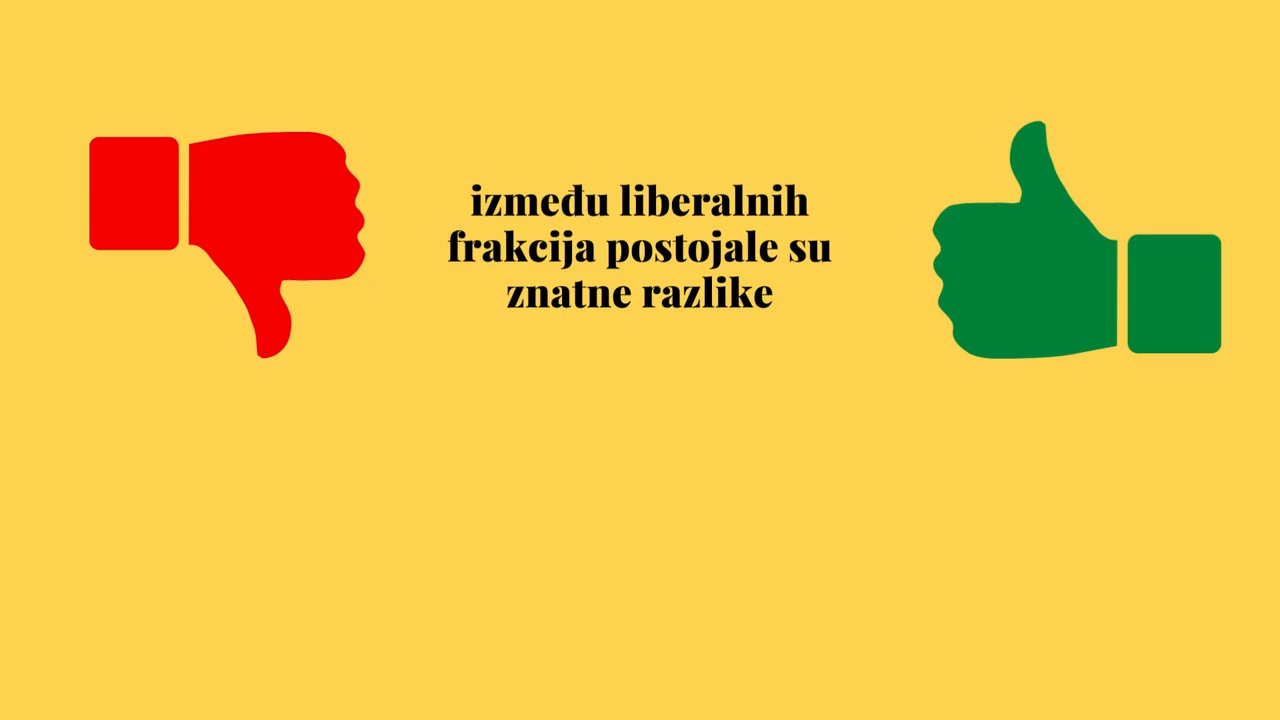 između liberalnih
frakcija postojale su
znatne razlike